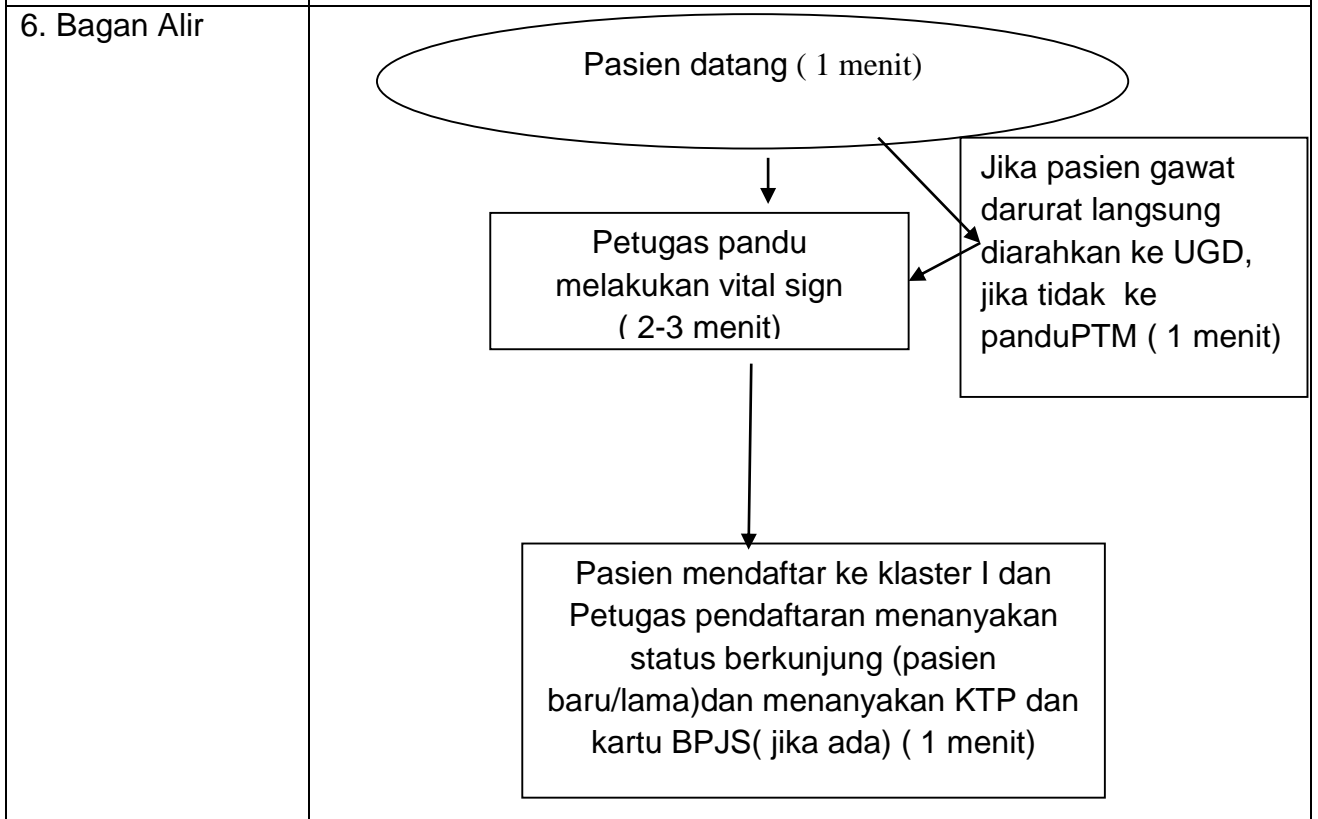 6. Bagan Alir
Pasien datang ( 1 menit)
Jika pasien gawat
darurat langsung
diarahkan ke UGD,
jika tidak ke
panduPTM ( 1 menit)
Petugas pandu
melakukan vital sign
( 2-3 menit)
Pasien mendaftar ke klaster I dan
Petugas pendaftaran menanyakan
status berkunjung (pasien
baru/lama)dan menanyakan KTP dan
kartu BPJS( jika ada) ( 1 menit)